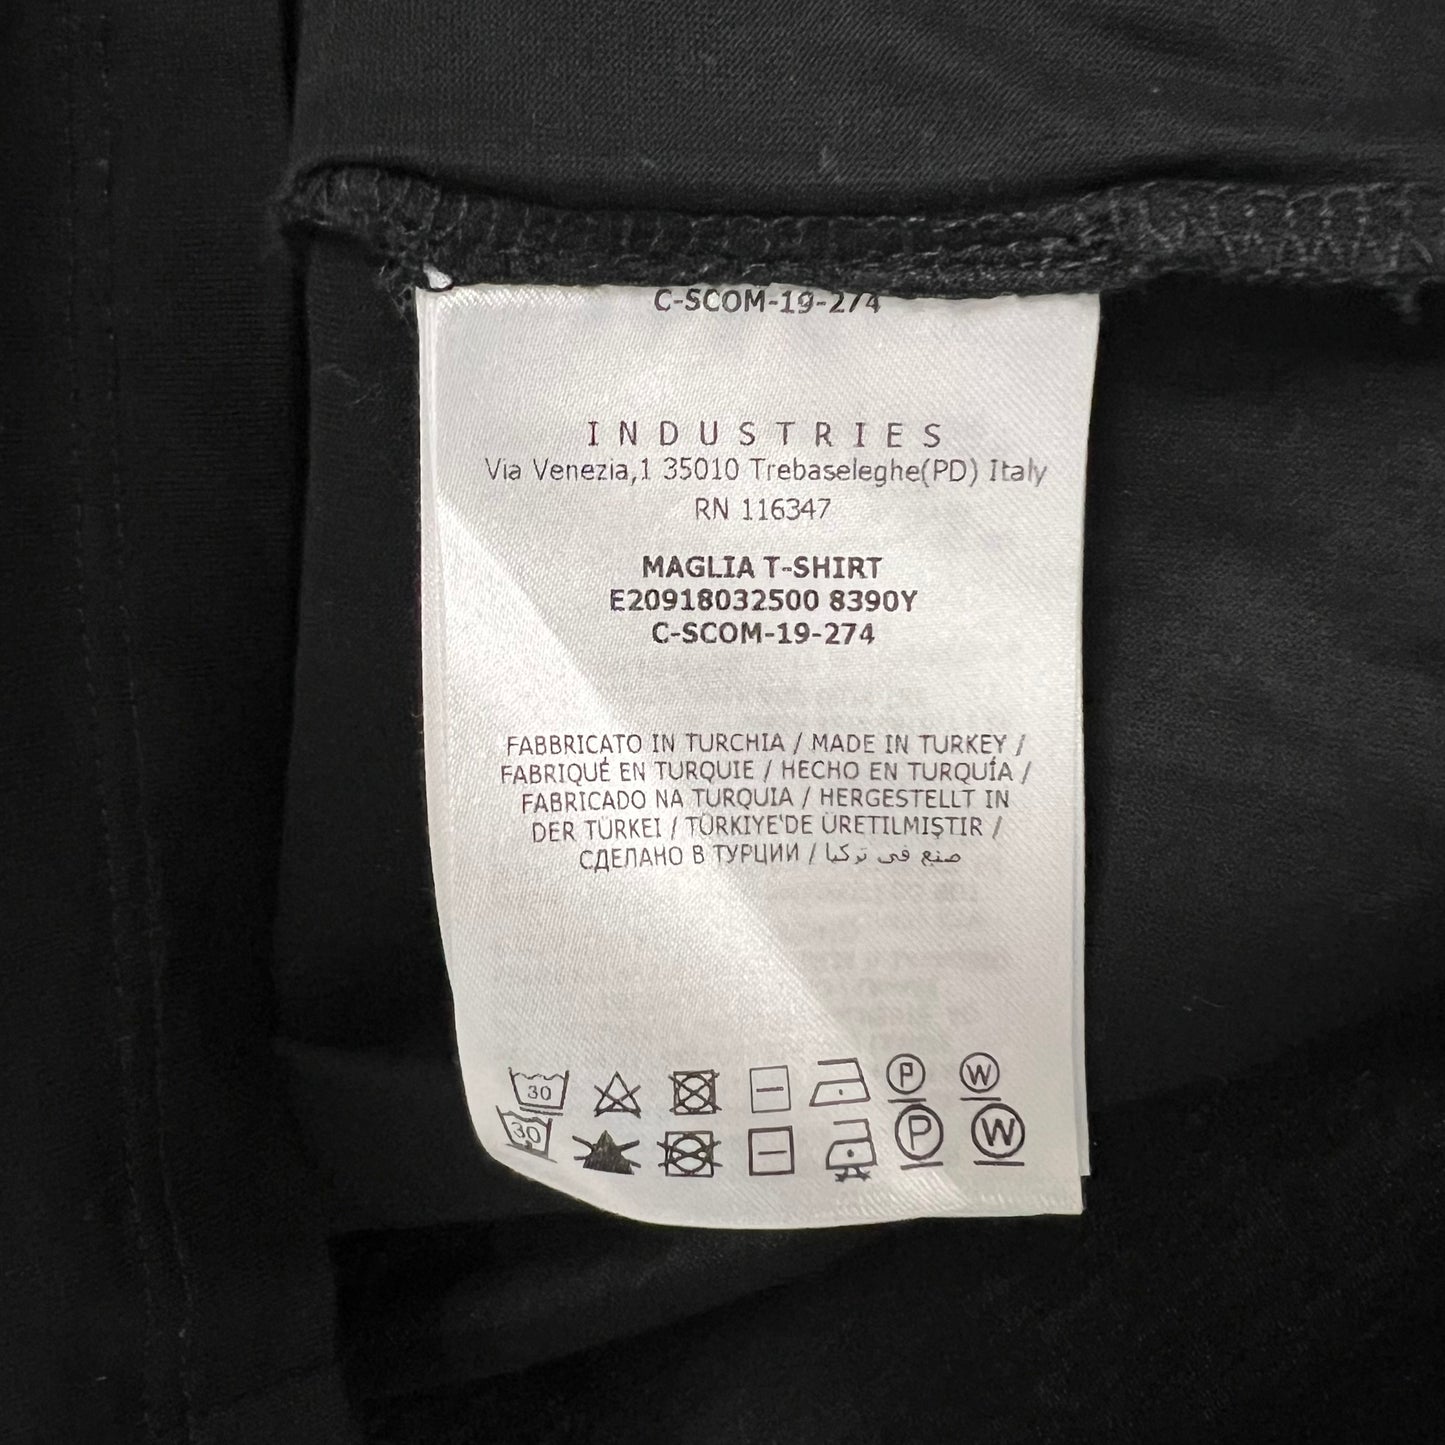 C-SCOM-19-274
INDUSTRIES
Via Venezia,1 35010 Trebaseleghe(PD) Italy
RN 116347
MAGLIA T-SHIRT
E20918032500 8390Y
C-SCOM-19-274
FABBRICATO IN TURCHIA / MADE IN TURKEY /
FABRIQUÉ EN TURQUIE / HECHO EN TURQUÍA /
FABRICADO NA TURQUIA / HERGESTELLT IN
DER TÜRKEI / TÜRKIYE'DE ÜRETILMIŞTIR /
СДЕЛАНО В ТУРЦИИ / صنع في تركيا
30 P W
30 P W